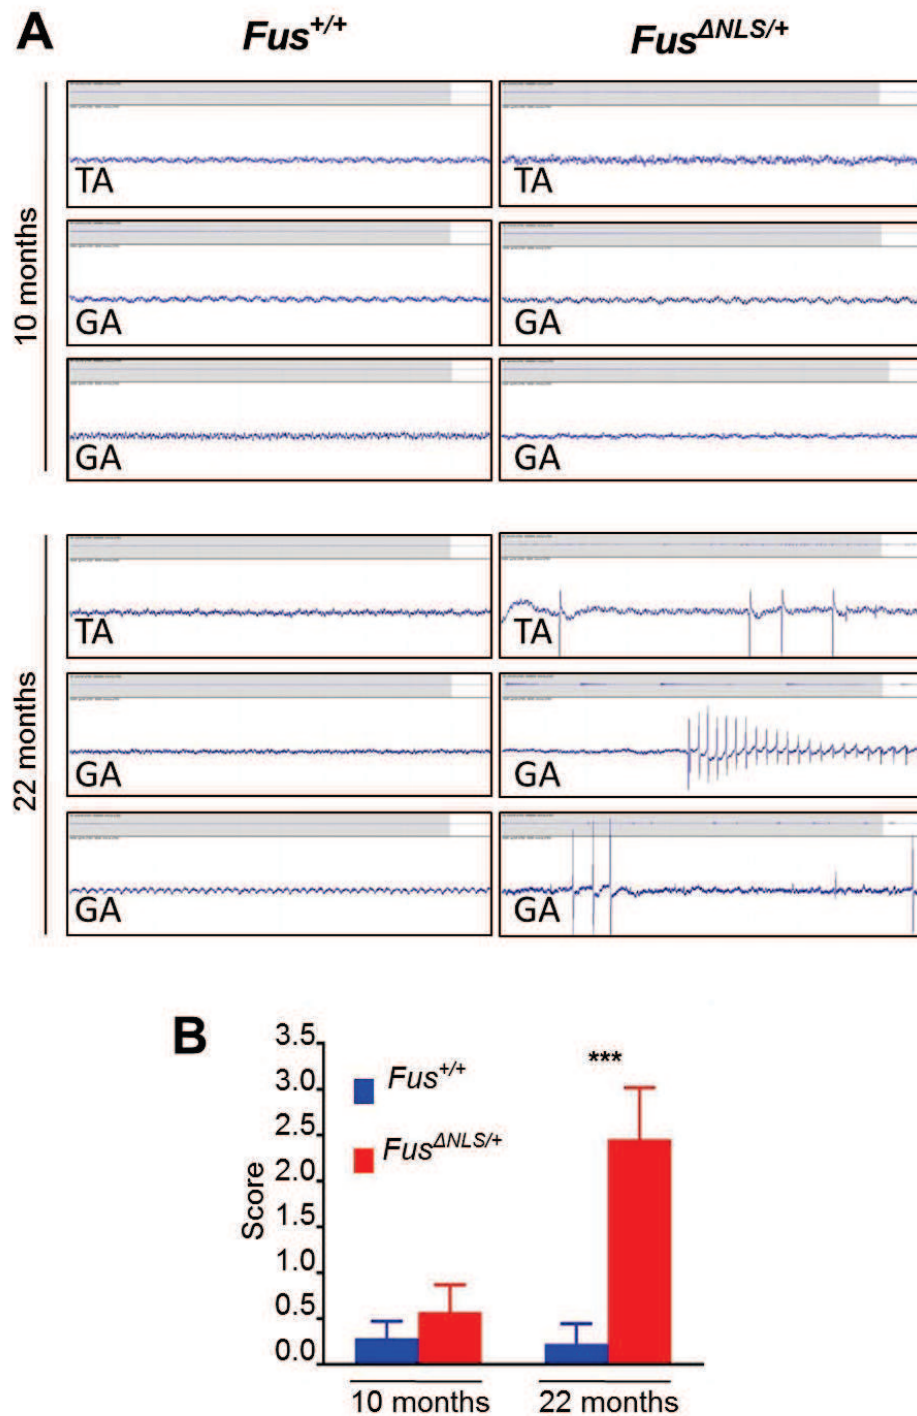 A
Fus+/+ FusΔNLS/+
10 months
TA TA
GA GA
GA GA
22 months
TA TA
GA GA
GA GA
B
3.5
3.0
2.5
2.0
1.5
1.0
0.5
0.0
Score
***
Fus+/+
FusΔNLS/+
10 months 22 months